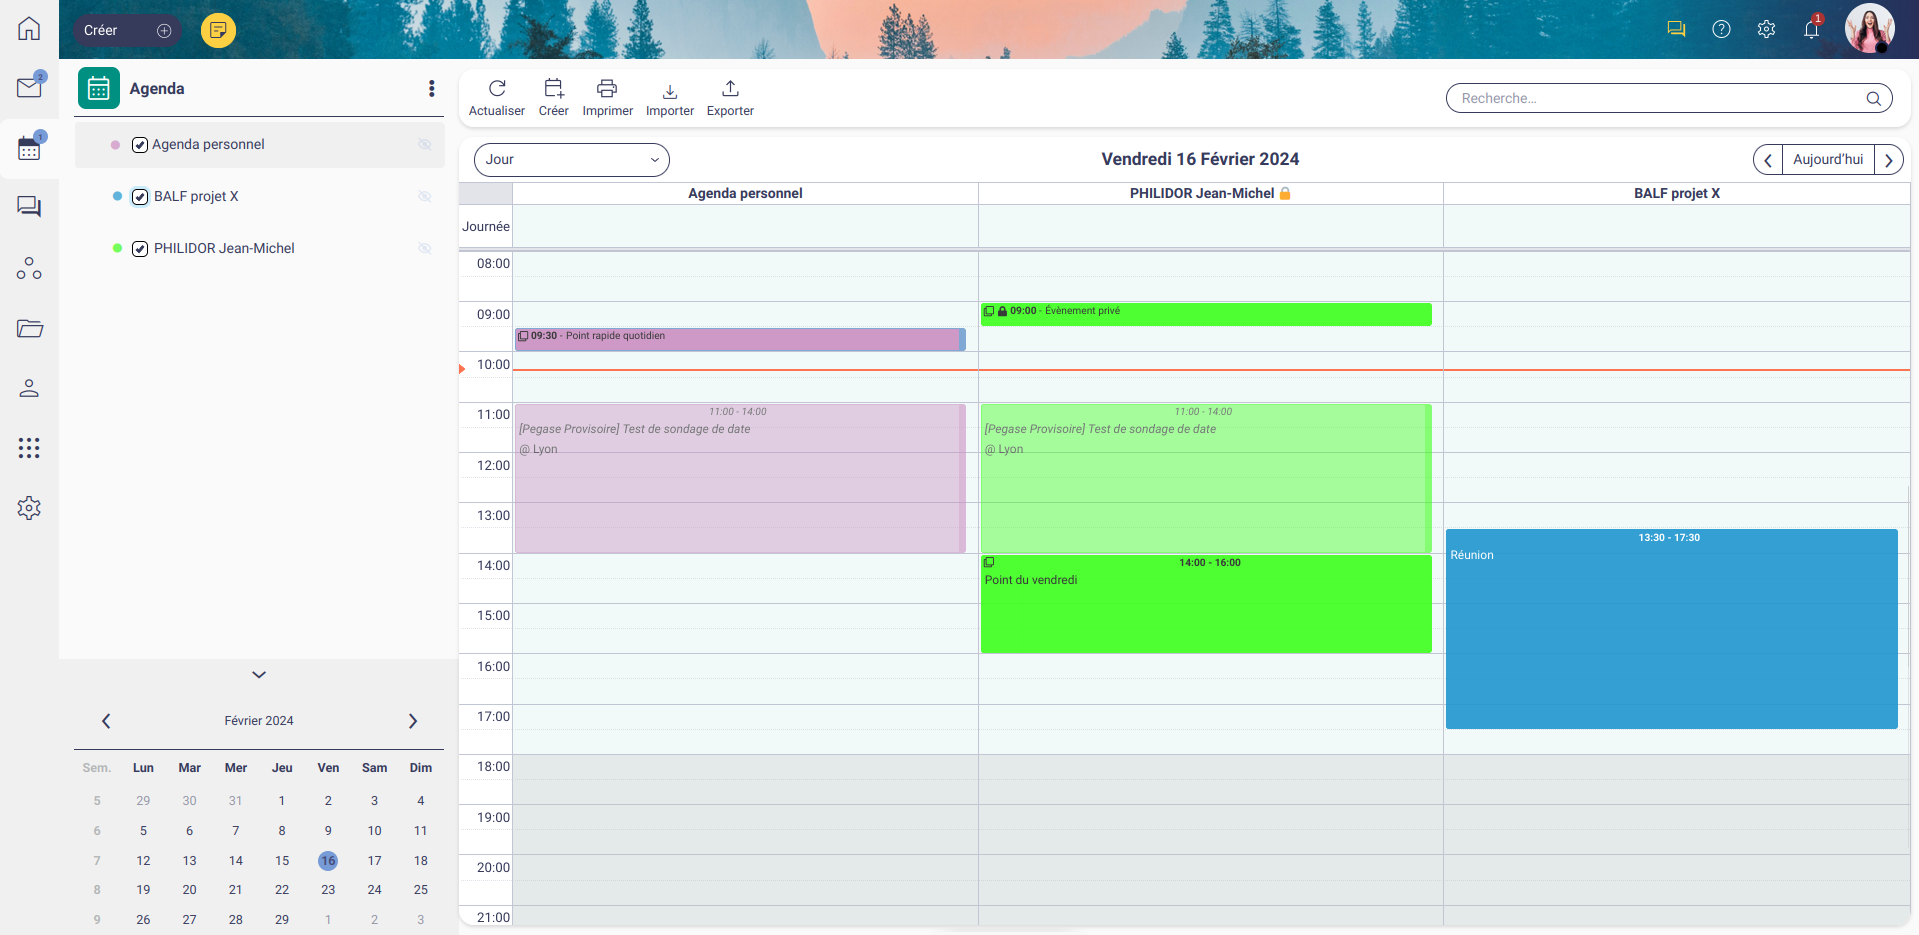 Créer
1
2
1
Agenda
Agenda personnel
BALF projet X
PHILIDOR Jean-Michel
Février 2024
Sem. Lun Mar Mer Jeu Ven Sam Dim
5 29 30 31 1 2 3 4
6 5 6 7 8 9 10 11
7 12 13 14 15 16 17 18
8 19 20 21 22 23 24 25
9 26 27 28 29 1 2 3
Actualiser Créer Imprimer Importer Exporter
Recherche...
Jour
Vendredi 16 Février 2024
Aujourd'hui
Agenda personnel PHILIDOR Jean-Michel BALF projet X
Journée
08:00
09:00
10:00
11:00
12:00
13:00
14:00
15:00
16:00
17:00
18:00
19:00
20:00
21:00
09:30 - Point rapide quotidien
11:00 - 14:00
[Pegase Provisoire] Test de sondage de date
@ Lyon
09:00 - Évènement privé
11:00 - 14:00
[Pegase Provisoire] Test de sondage de date
@ Lyon
14:00 - 16:00
Point du vendredi
13:30 - 17:30
Réunion